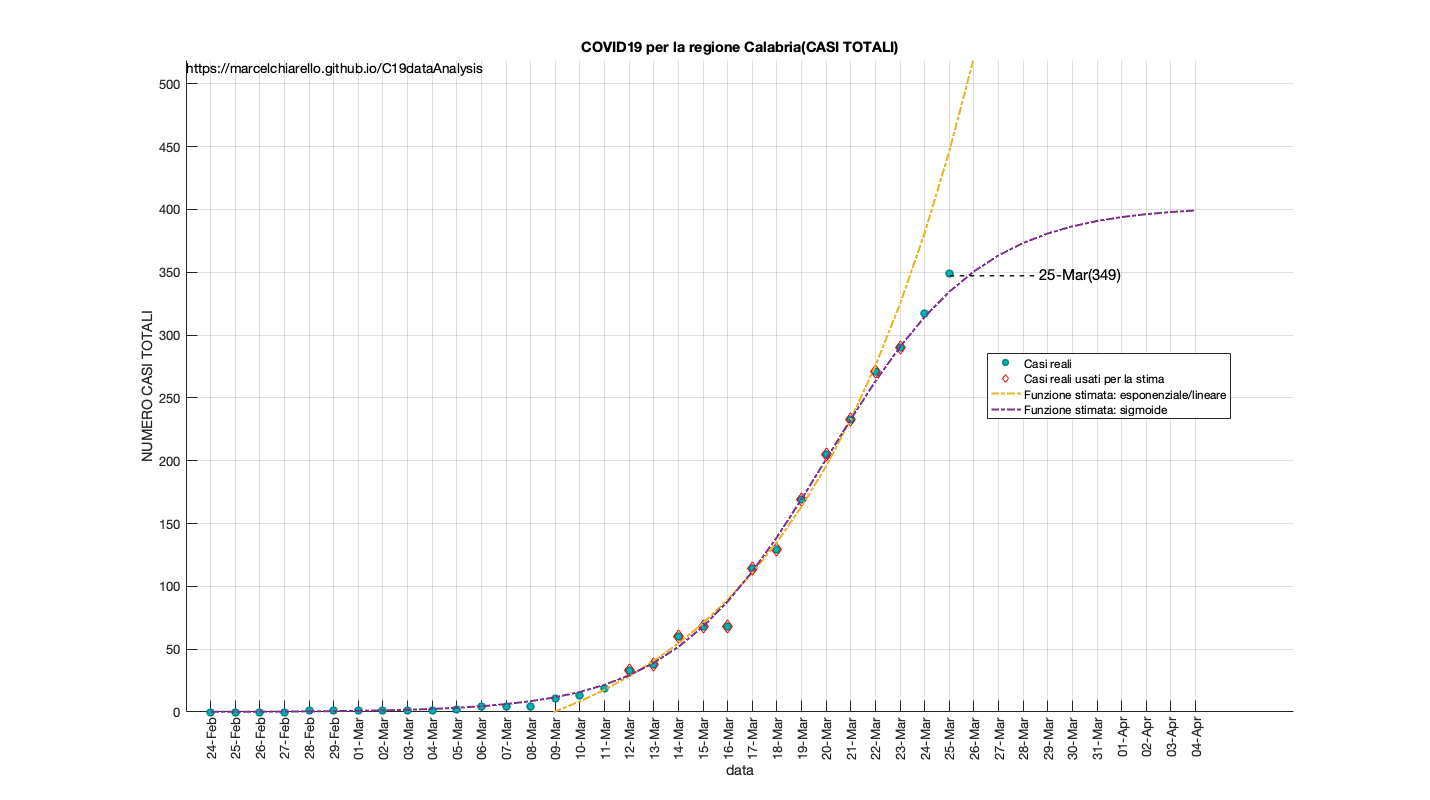 COVID19 per la regione Calabria(CASI TOTALI)
https://marcelchiarello.github.io/C19dataAnalysis
500
450
400
350
300
250
200
150
100
50
0
NUMERO CASI TOTALI
25-Mar(349)
Casi reali
Casi reali usati per la stima
Funzione stimata: esponenziale/lineare
Funzione stimata: sigmoide
24-Feb
25-Feb
26-Feb
27-Feb
28-Feb
29-Feb
01-Mar
02-Mar
03-Mar
04-Mar
05-Mar
06-Mar
07-Mar
08-Mar
09-Mar
10-Mar
11-Mar
12-Mar
13-Mar
14-Mar
15-Mar
16-Mar
17-Mar
18-Mar
19-Mar
20-Mar
21-Mar
22-Mar
23-Mar
24-Mar
25-Mar
26-Mar
27-Mar
28-Mar
29-Mar
30-Mar
31-Mar
01-Apr
02-Apr
03-Apr
04-Apr
data